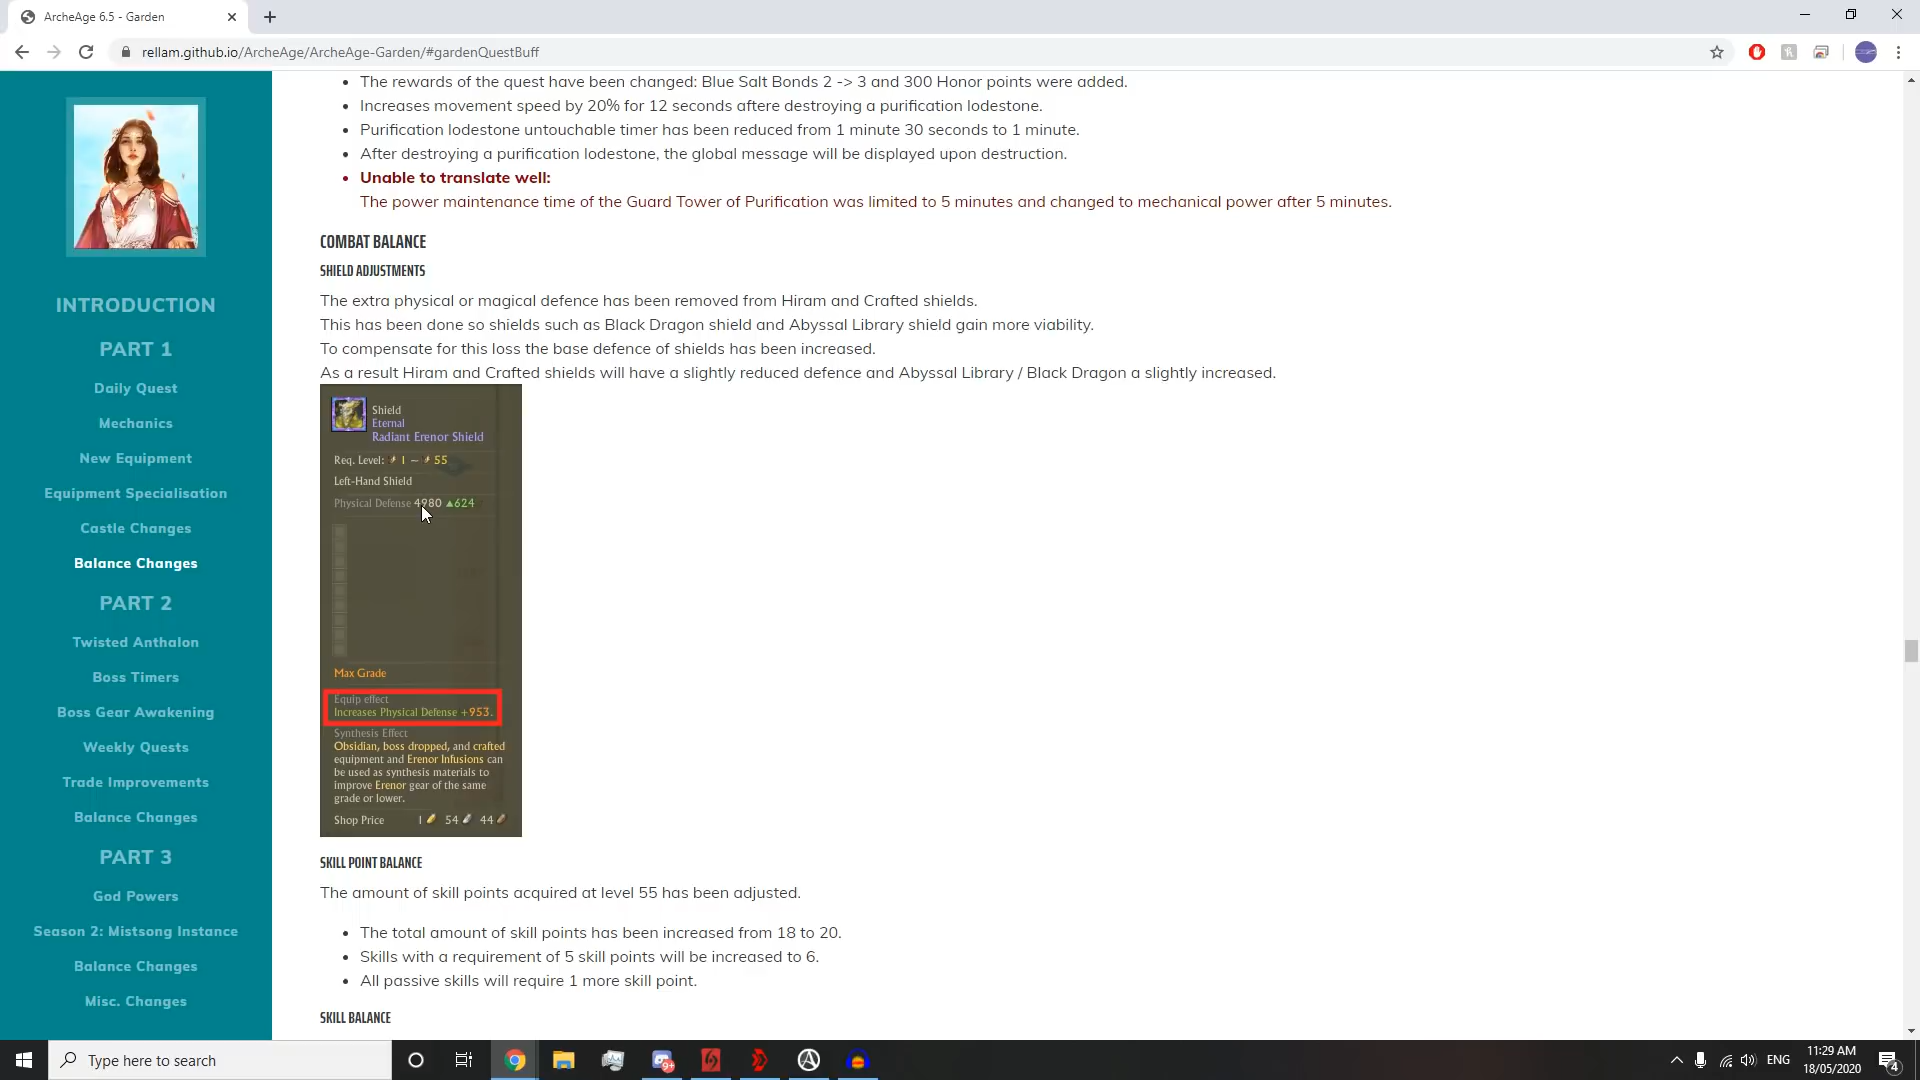 ArcheAge 6.5 - Garden
rellam.github.io/ArcheAge/ArcheAge-Garden/#gardenQuestBuff
INTRODUCTION
PART 1
Daily Quest
Mechanics
New Equipment
Equipment Specialisation
Castle Changes
Balance Changes
PART 2
Twisted Anthalon
Boss Timers
Boss Gear Awakening
Weekly Quests
Trade Improvements
Balance Changes
PART 3
God Powers
Season 2: Mistsong Instance
Balance Changes
Misc. Changes
The rewards of the quest have been changed: Blue Salt Bonds 2 -> 3 and 300 Honor points were added.
Increases movement speed by 20% for 12 seconds aftere destroying a purification lodestone.
Purification lodestone untouchable timer has been reduced from 1 minute 30 seconds to 1 minute.
After destroying a purification lodestone, the global message will be displayed upon destruction.
Unable to translate well:
The power maintenance time of the Guard Tower of Purification was limited to 5 minutes and changed to mechanical power after 5 minutes.
COMBAT BALANCE
SHIELD ADJUSTMENTS
The extra physical or magical defence has been removed from Hiram and Crafted shields.
This has been done so shields such as Black Dragon shield and Abyssal Library shield gain more viability.
To compensate for this loss the base defence of shields has been increased.
As a result Hiram and Crafted shields will have a slightly reduced defence and Abyssal Library / Black Dragon a slightly increased.
Shield
Eternal
Radiant Erenor Shield
Req. Level: 1 ~ 55
Left-Hand Shield
Physical Defense 4980 ▲624
Max Grade
Equip effect
Increases Physical Defense +953.
Synthesis Effect
Obsidian, boss dropped, and crafted
equipment and Erenor Infusions can
be used as synthesis materials to
improve Erenor gear of the same
grade or lower.
Shop Price 1 54 44
SKILL POINT BALANCE
The amount of skill points acquired at level 55 has been adjusted.
The total amount of skill points has been increased from 18 to 20.
Skills with a requirement of 5 skill points will be increased to 6.
All passive skills will require 1 more skill point.
SKILL BALANCE
Type here to search
9+
ENG
11:29 AM
18/05/2020
4